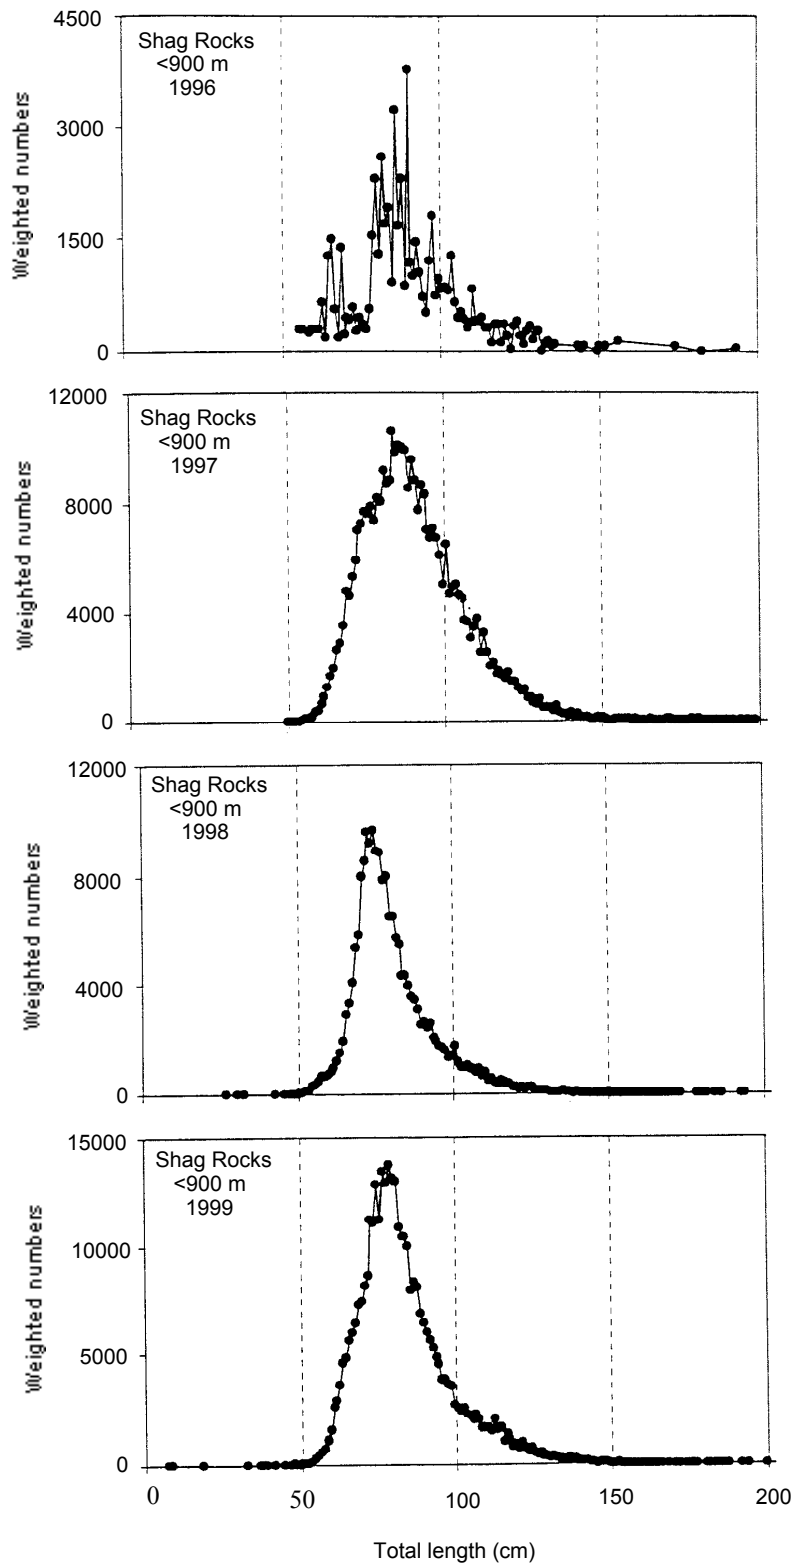 4500
Shag Rocks
<900 m
1996
3000
Weighted numbers
1500
0
12000
Shag Rocks
<900 m
1997
8000
Weighted numbers
4000
0
12000
Shag Rocks
<900 m
1998
8000
Weighted numbers
4000
0
15000
Shag Rocks
<900 m
1999
10000
Weighted numbers
5000
0
0 50 100 150 200
Total length (cm)